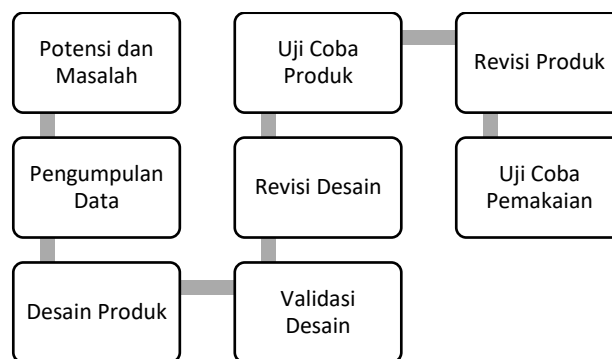 Potensi dan
Masalah
Pengumpulan
Data
Desain Produk
Validasi
Desain
Revisi Desain
Uji Coba
Produk
Revisi Produk
Uji Coba
Pemakaian